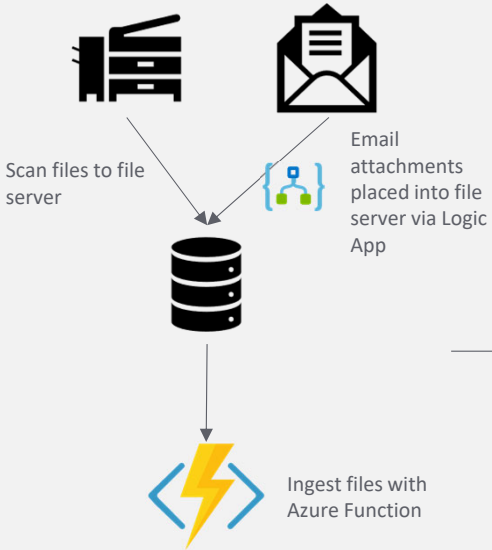 Scan files to file
server
Email
attachments
placed into file
server via Logic
App
Ingest files with
Azure Function